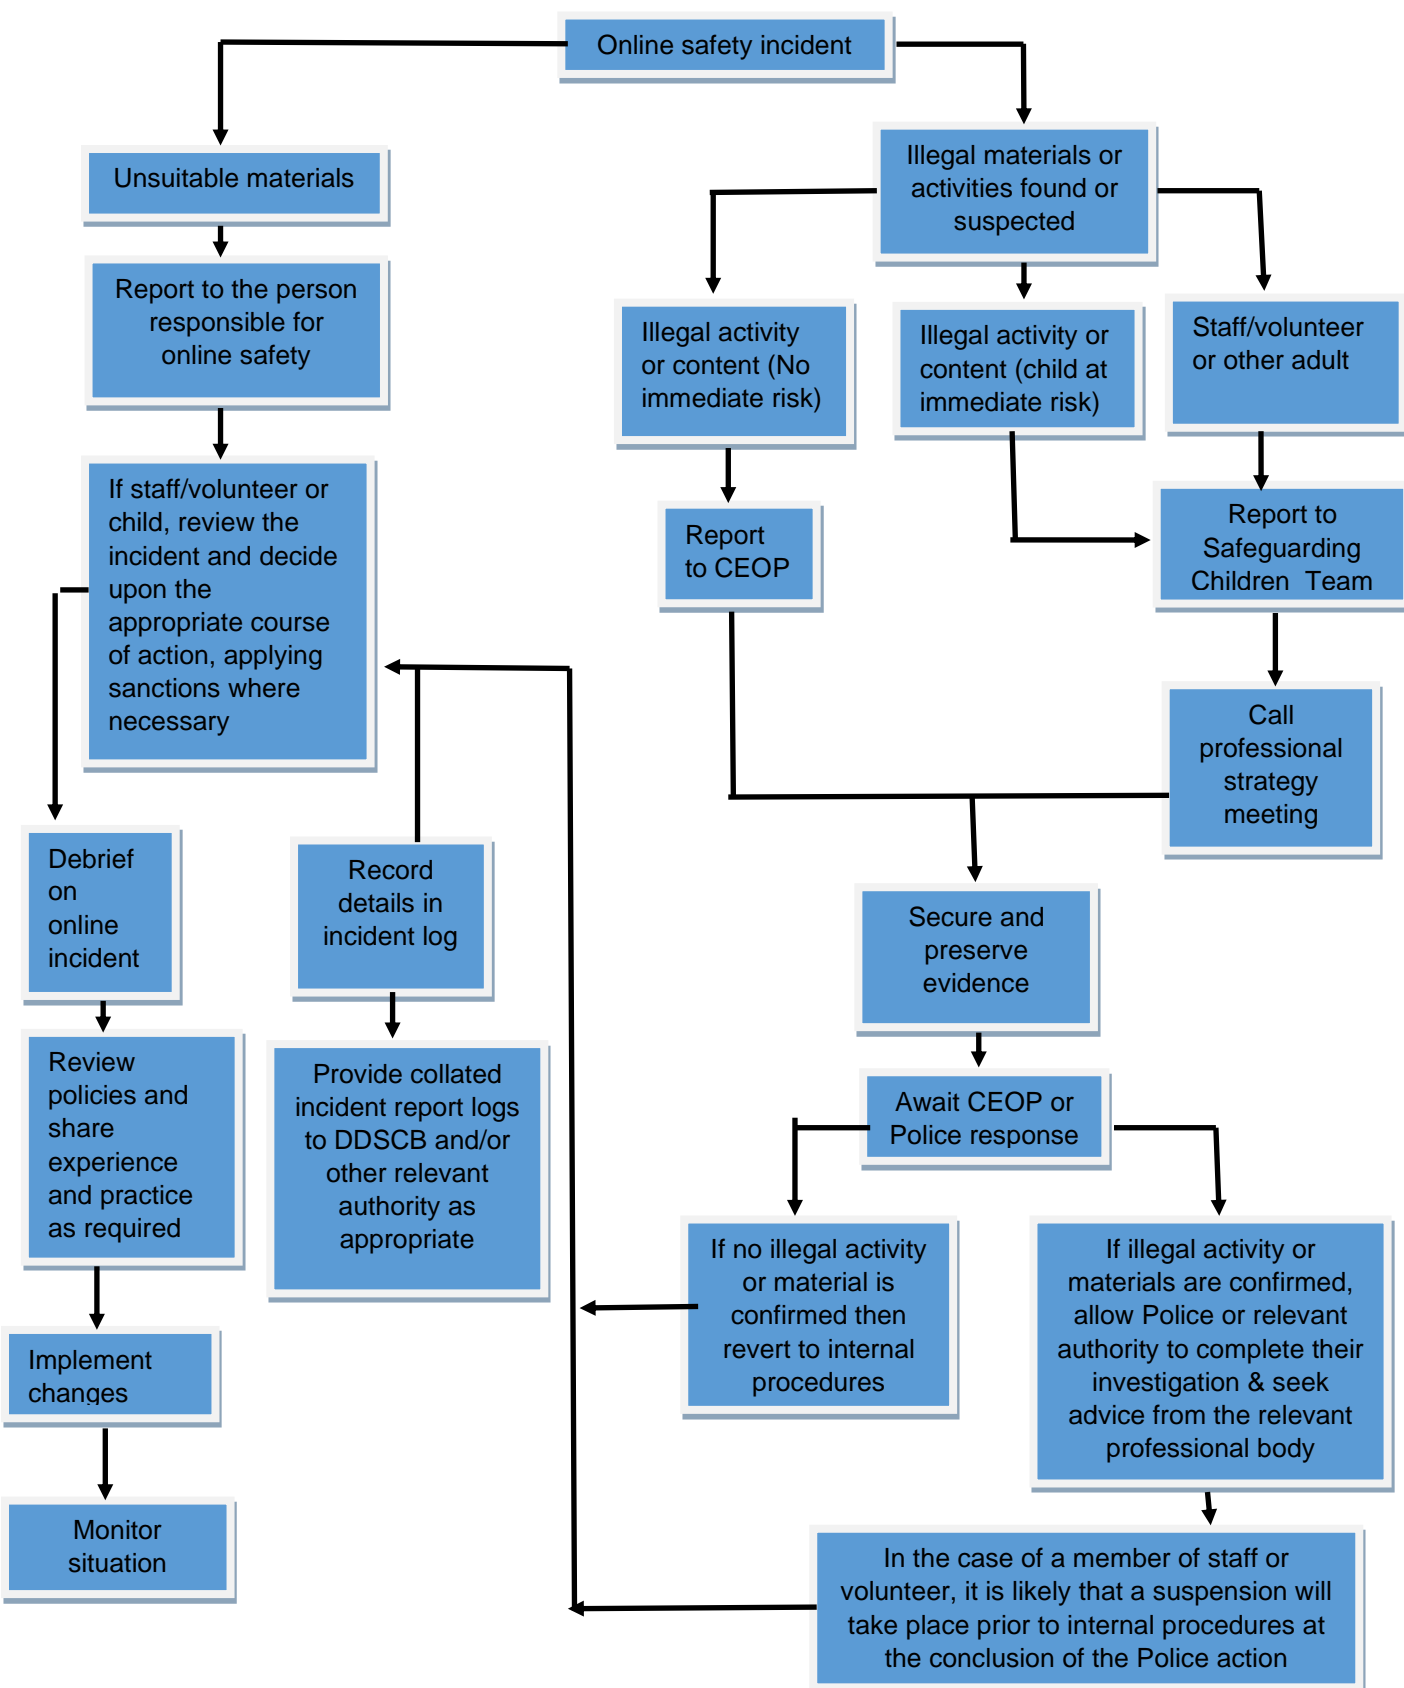 Online safety incident
Unsuitable materials
Illegal materials or
activities found or
suspected
Report to the person
responsible for
online safety
Illegal activity
or content (No
immediate risk)
Illegal activity or
content (child at
immediate risk)
Staff/volunteer
or other adult
If staff/volunteer or
child, review the
incident and decide
upon the
appropriate course
of action, applying
sanctions where
necessary
Report
to CEOP
Report to
Safeguarding
Children Team
Call
professional
strategy
meeting
Debrief
on
online
incident
Record
details in
incident log
Secure and
preserve
evidence
Review
policies and
share
experience
and practice
as required
Provide collated
incident report logs
to DDSCB and/or
other relevant
authority as
appropriate
Await CEOP or
Police response
If no illegal activity
or material is
confirmed then
revert to internal
procedures
If illegal activity or
materials are confirmed,
allow Police or relevant
authority to complete their
investigation & seek
advice from the relevant
professional body
Implement
changes
Monitor
situation
In the case of a member of staff or
volunteer, it is likely that a suspension will
take place prior to internal procedures at
the conclusion of the Police action